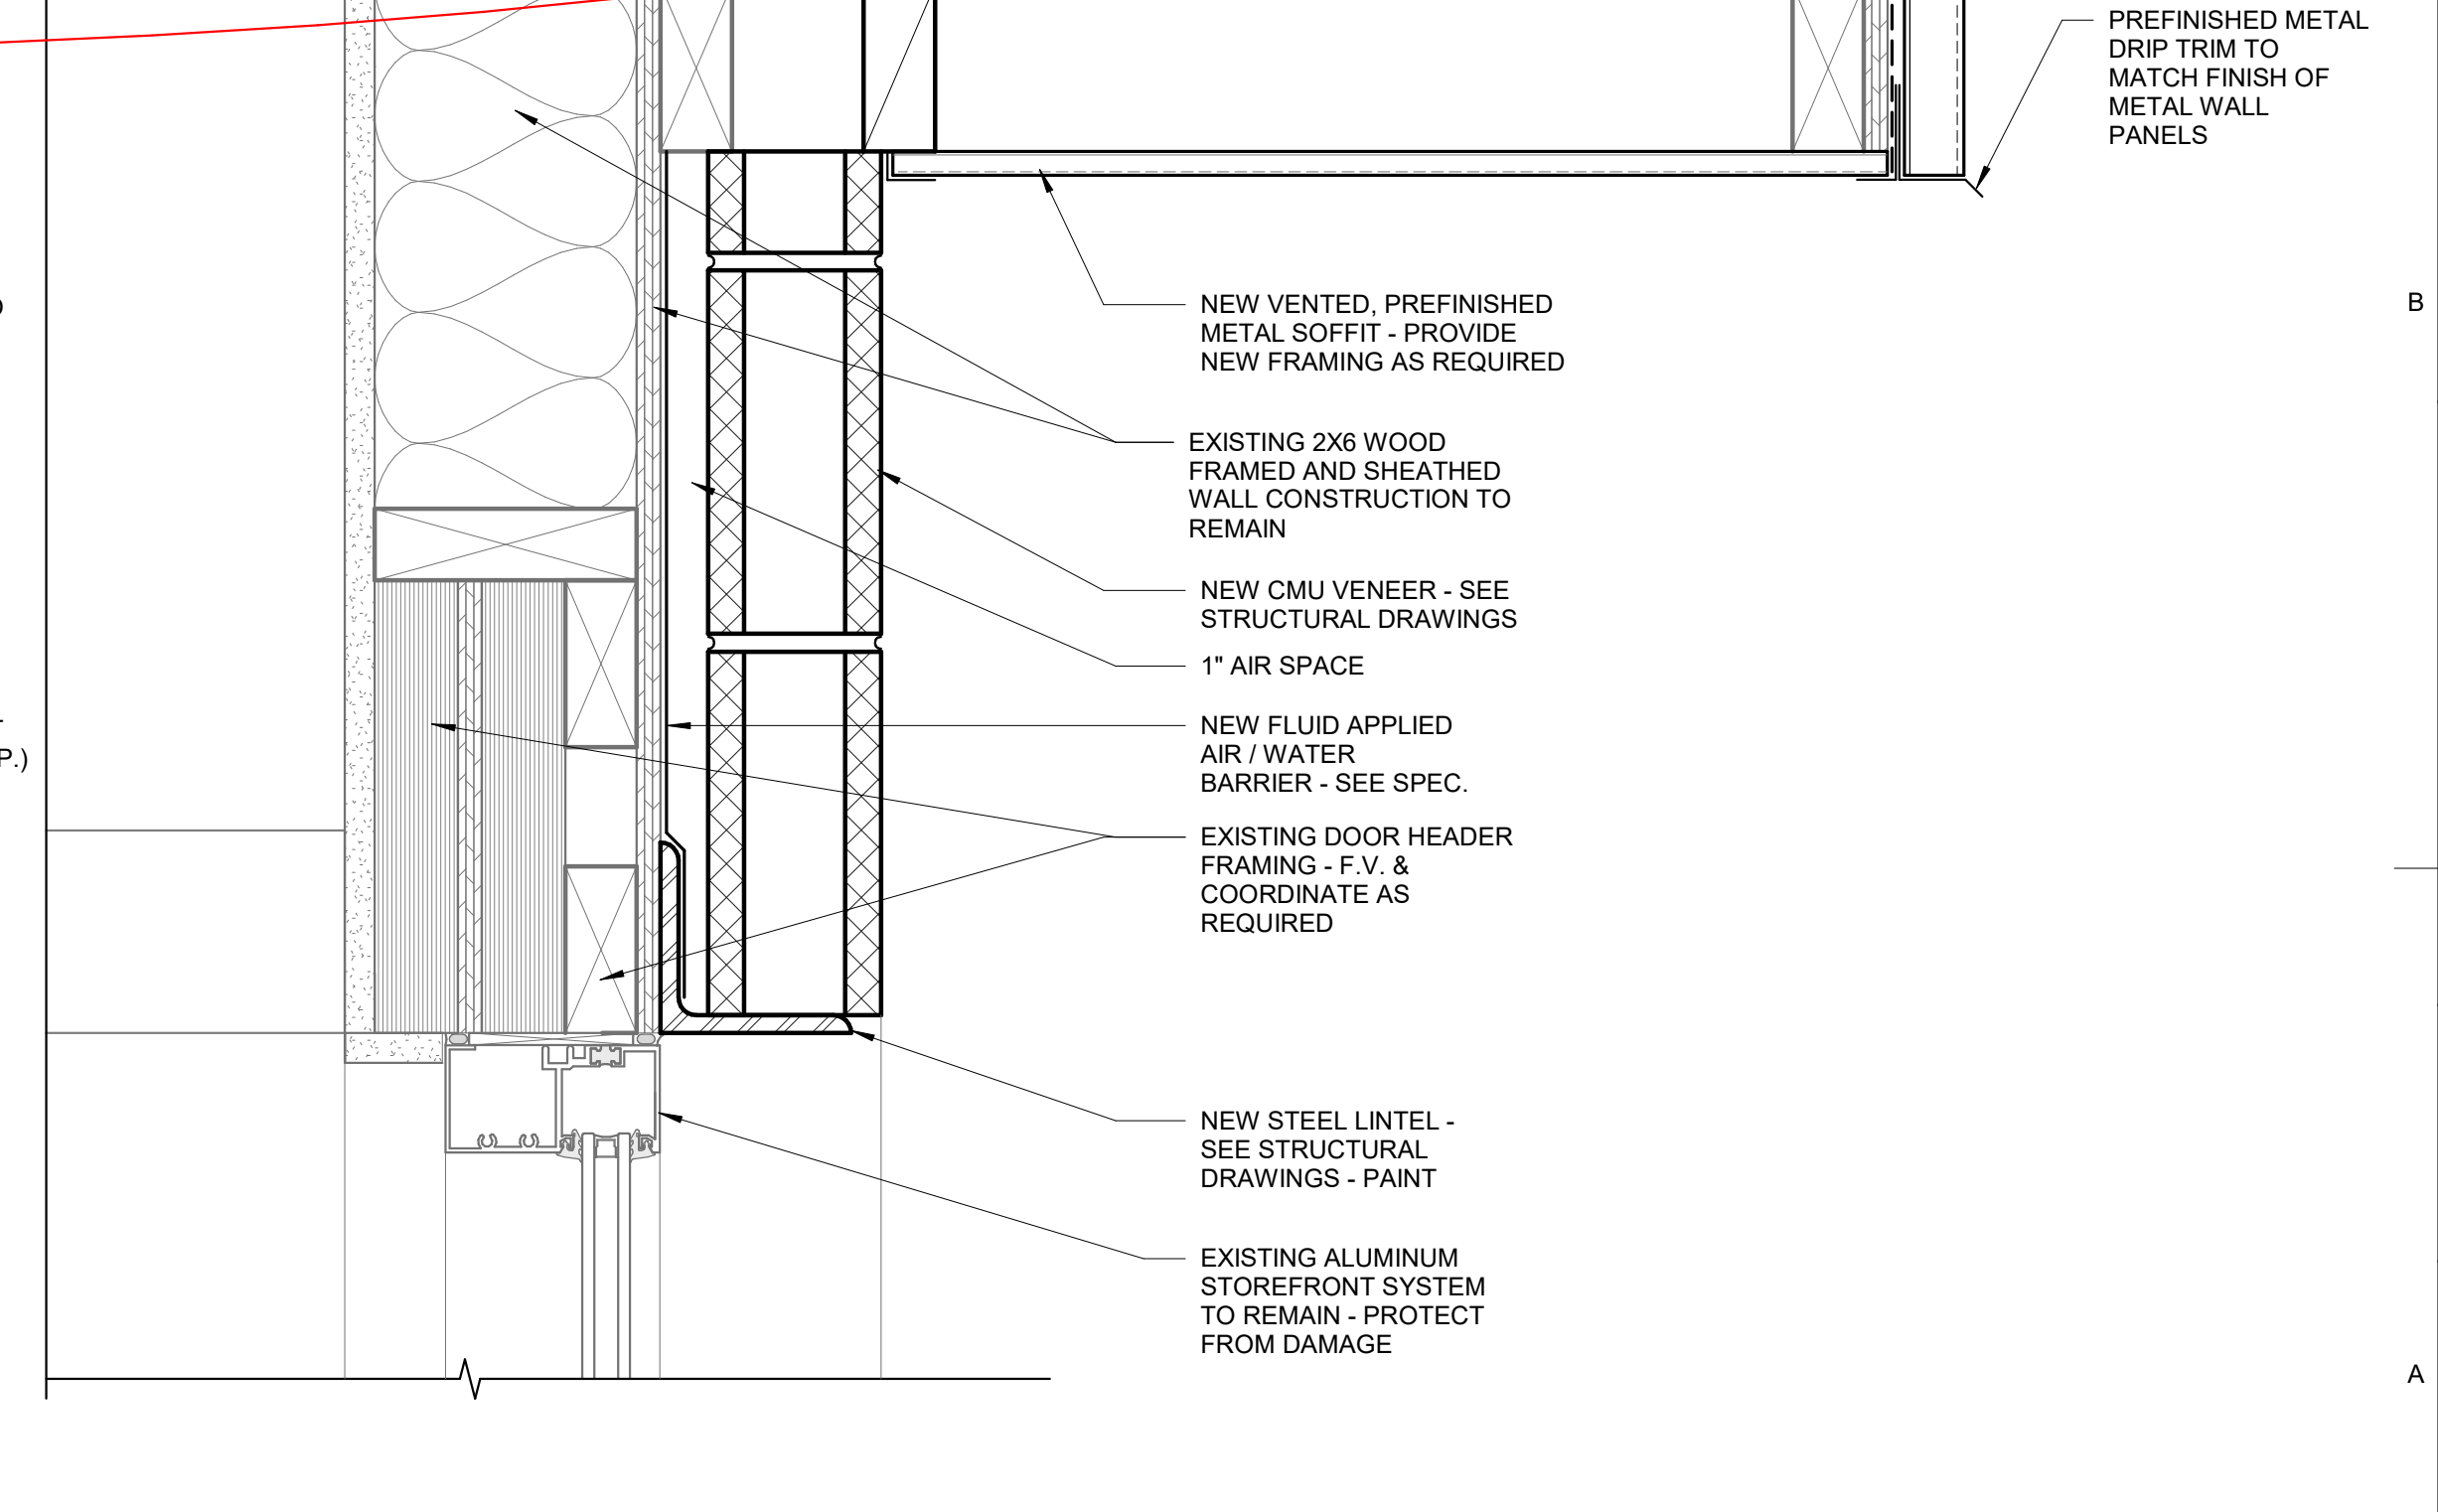 PREFINISHED METAL
DRIP TRIM TO
MATCH FINISH OF
METAL WALL
PANELS
NEW VENTED, PREFINISHED
METAL SOFFIT - PROVIDE
NEW FRAMING AS REQUIRED
B
EXISTING 2X6 WOOD
FRAMED AND SHEATHED
WALL CONSTRUCTION TO
REMAIN
NEW CMU VENEER - SEE
STRUCTURAL DRAWINGS
1" AIR SPACE
NEW FLUID APPLIED
AIR / WATER
BARRIER - SEE SPEC.
P.)
EXISTING DOOR HEADER
FRAMING - F.V. &
COORDINATE AS
REQUIRED
NEW STEEL LINTEL -
SEE STRUCTURAL
DRAWINGS - PAINT
EXISTING ALUMINUM
STOREFRONT SYSTEM
TO REMAIN - PROTECT
FROM DAMAGE
A